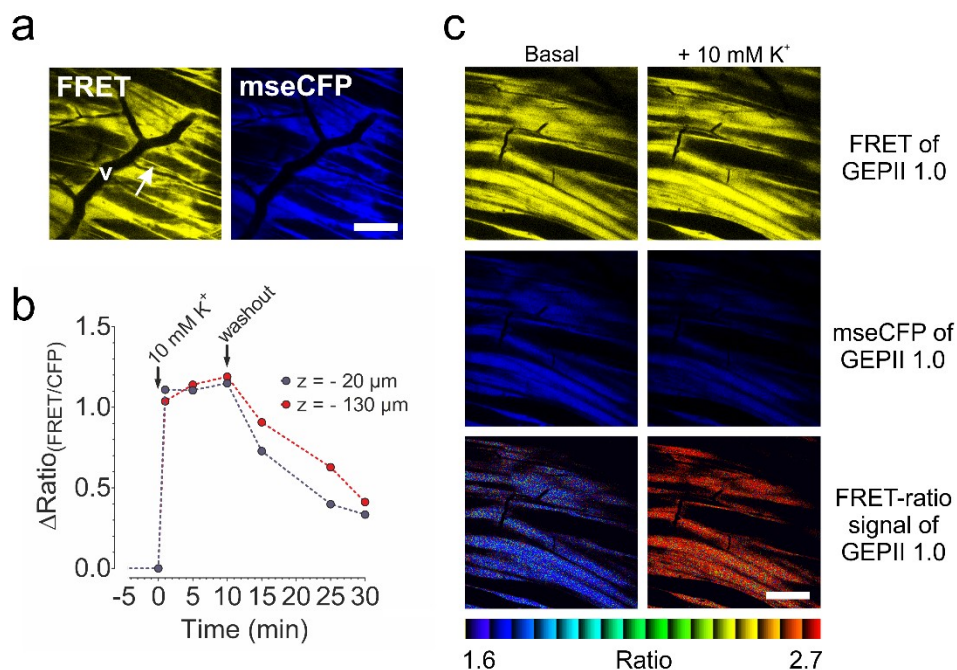 a
FRET
mseCFP
v
b
ΔRatio(FRET/CFP)
1.5
1.0
0.5
0.0
10 mM K⁺
washout
z = - 20 µm
z = - 130 µm
-5 0 5 10 15 20 25 30
Time (min)
c
Basal
+ 10 mM K⁺
FRET of
GEPII 1.0
mseCFP of
GEPII 1.0
FRET-ratio
signal of
GEPII 1.0
1.6 Ratio 2.7